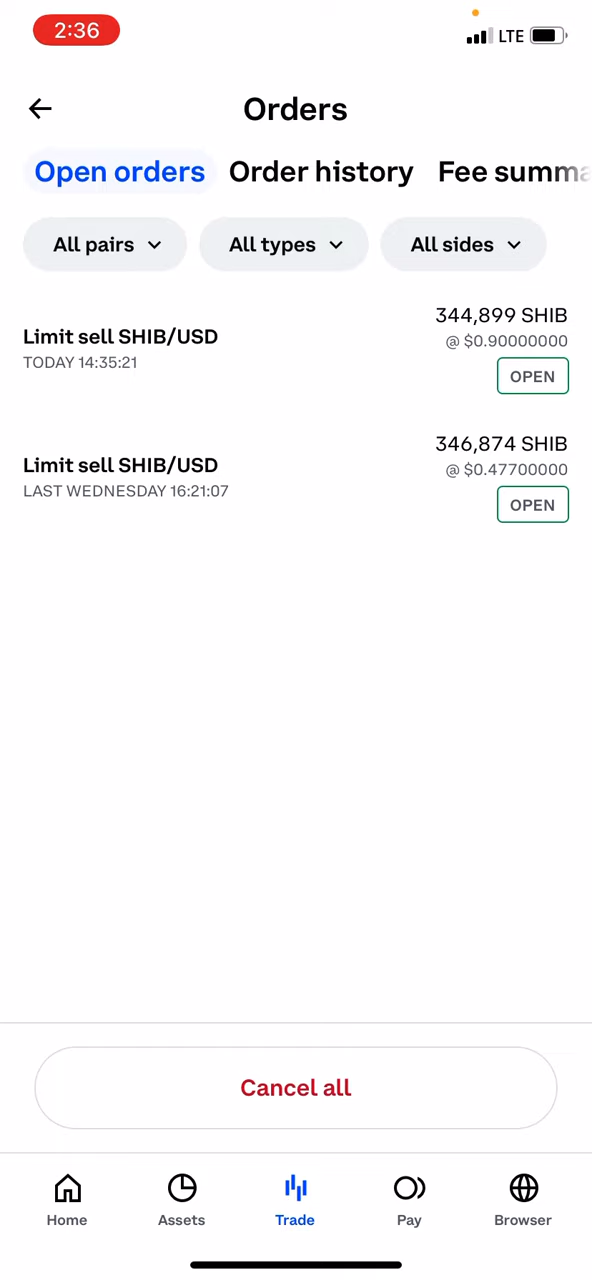 2:36
LTE
Orders
Open orders
Order history
Fee summa
All pairs
All types
All sides
Limit sell SHIB/USD
TODAY 14:35:21
344,899 SHIB
@ $0.90000000
OPEN
Limit sell SHIB/USD
LAST WEDNESDAY 16:21:07
346,874 SHIB
@ $0.47700000
OPEN
Cancel all
Home
Assets
Trade
Pay
Browser